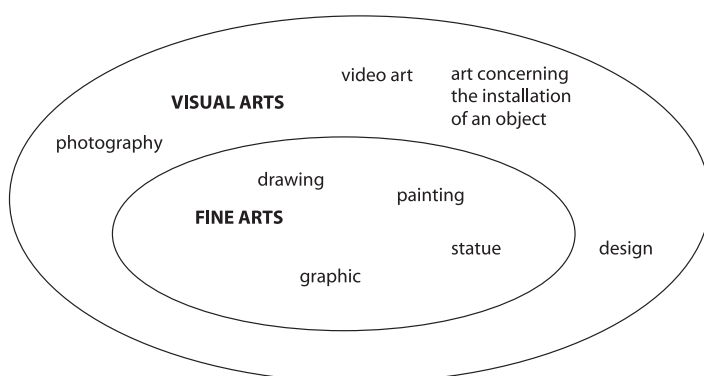 video art
art concerning
the installation
of an object
VISUAL ARTS
photography
drawing
painting
FINE ARTS
statue
design
graphic